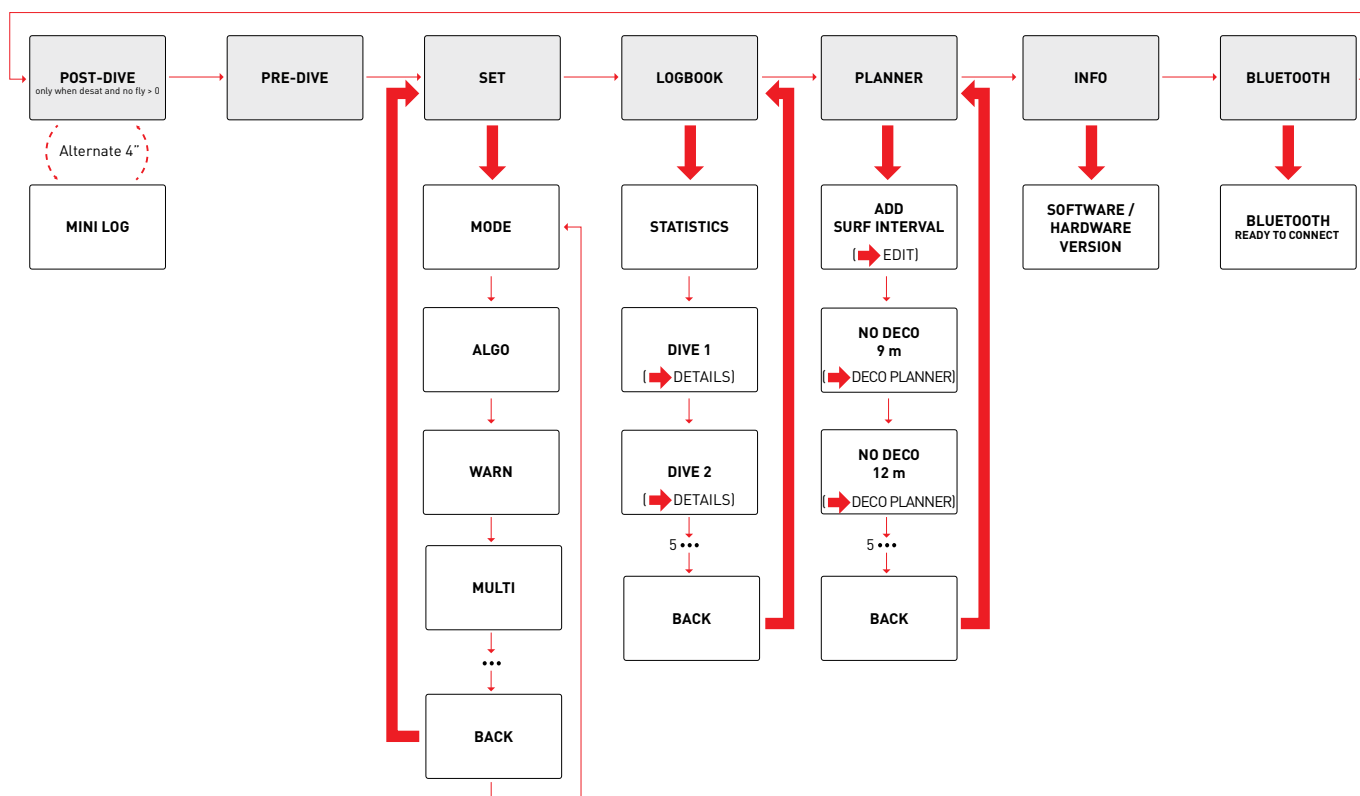 POST-DIVE
only when desat and no fly > 0
PRE-DIVE
SET
LOGBOOK
PLANNER
INFO
BLUETOOTH
Alternate 4”
MINI LOG
MODE
ALGO
WARN
MULTI
•••
BACK
STATISTICS
DIVE 1
( DETAILS)
DIVE 2
( DETAILS)
5 •••
BACK
ADD
SURF INTERVAL
( EDIT)
NO DECO
9 m
( DECO PLANNER)
NO DECO
12 m
( DECO PLANNER)
5 •••
BACK
SOFTWARE /
HARDWARE
VERSION
BLUETOOTH
READY TO CONNECT